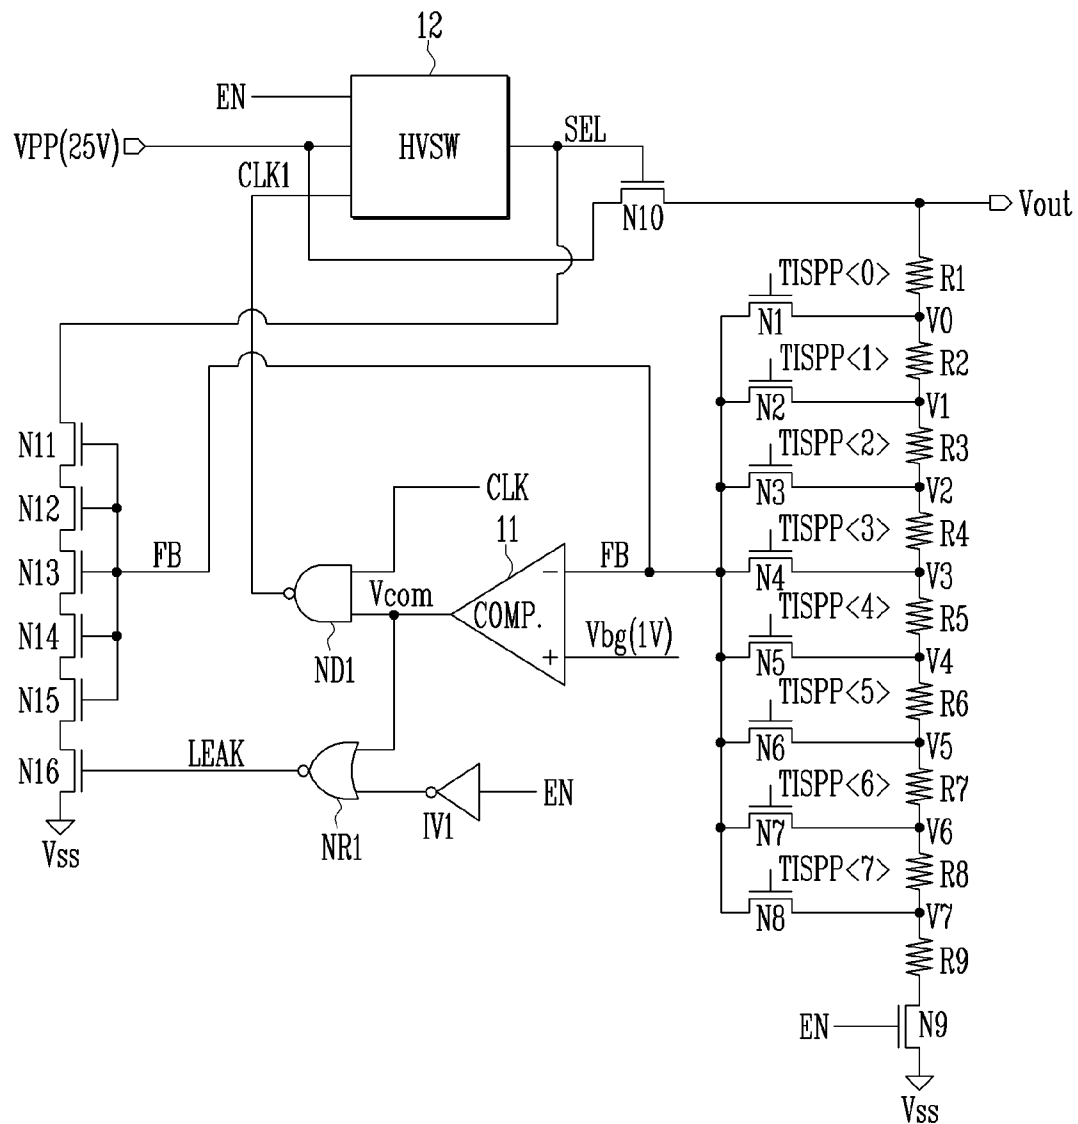 12
EN
VPP(25V)
HVSW
SEL
CLK1
N10
Vout
TISPP<0>
R1
N1
V0
TISPP<1>
R2
N2
V1
N11
TISPP<2>
R3
N12
CLK
N3
V2
11
TISPP<3>
R4
N13
FB
FB
N4
V3
Vcom
COMP.
TISPP<4>
R5
N14
Vbg(1V)
ND1
N5
V4
N15
TISPP<5>
R6
N6
V5
LEAK
N16
TISPP<6>
R7
EN
IV1
N7
V6
NR1
Vss
TISPP<7>
R8
N8
V7
R9
EN
N9
Vss